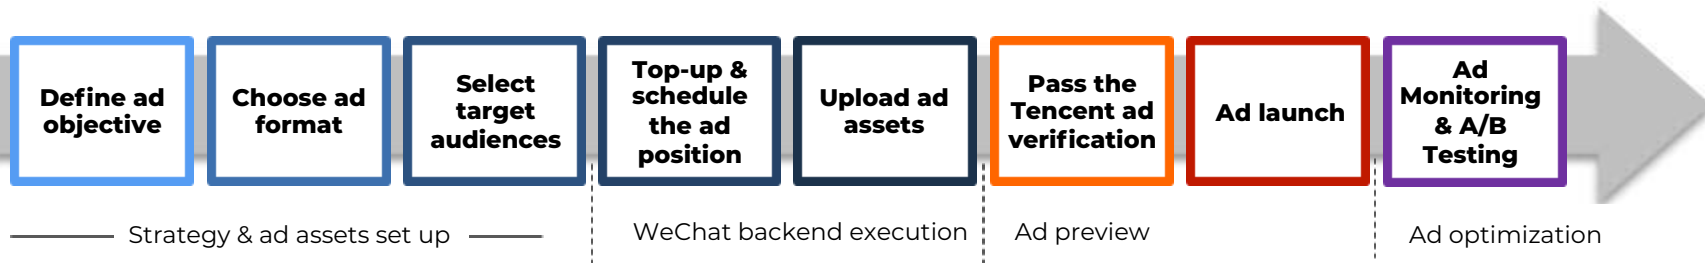 Define ad
objective
Choose ad
format
Select
target
audiences
Top-up &
schedule
the ad
position
Upload ad
assets
Pass the
Tencent ad
verification
Ad launch
Ad
Monitoring
& A/B
Testing
Strategy & ad assets set up
WeChat backend execution
Ad preview
Ad optimization